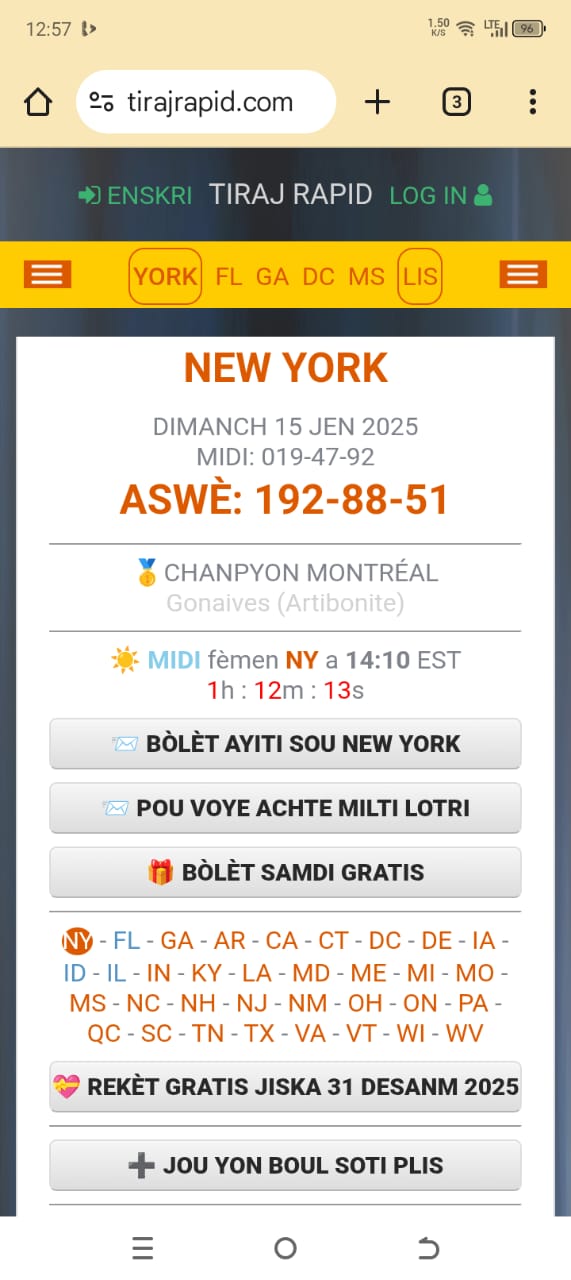 12:57
1.50 K/S LTE 96
tirajrapid.com 3
ENSKRI TIRAJ RAPID LOG IN
YORK FL GA DC MS LIS
NEW YORK
DIMANCH 15 JEN 2025
MIDI: 019-47-92
ASWÈ: 192-88-51
🥇 CHANPYON MONTRÉAL
Gonaives (Artibonite)
☀️ MIDI fèmen NY a 14:10 EST
1h : 12m : 13s
📨 BÒLÈT AYITI SOU NEW YORK
📨 POU VOYE ACHTE MILTI LOTRI
🎁 BÒLÈT SAMDI GRATIS
NY - FL - GA - AR - CA - CT - DC - DE - IA -
ID - IL - IN - KY - LA - MD - ME - MI - MO -
MS - NC - NH - NJ - NM - OH - ON - PA -
QC - SC - TN - TX - VA - VT - WI - WV
💝 REKÈT GRATIS JISKA 31 DESANM 2025
➕ JOU YON BOUL SOTI PLIS